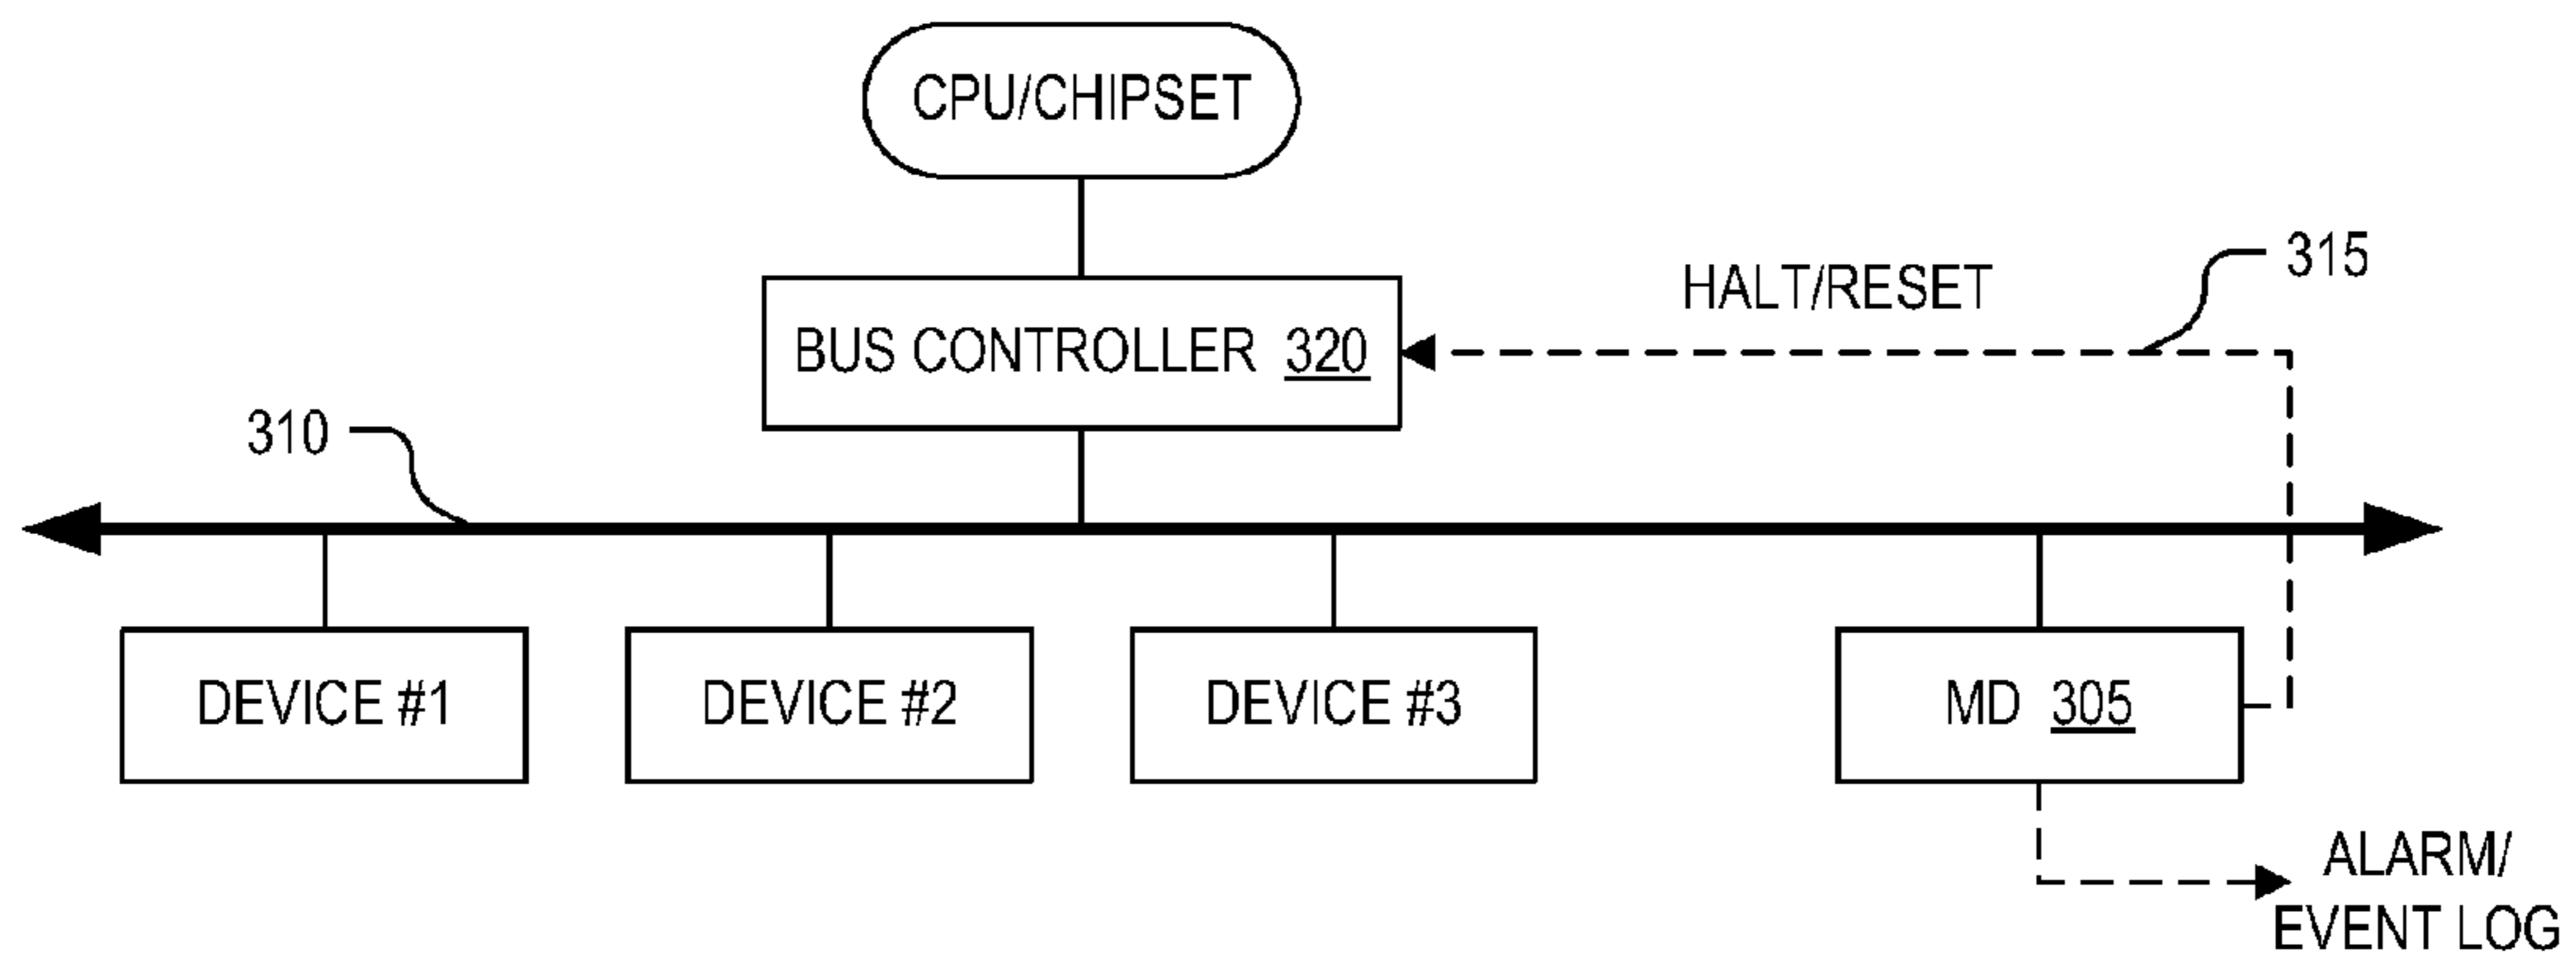 CPU/CHIPSET
315
HALT/RESET
BUS CONTROLLER 320
310
DEVICE #1
DEVICE #2
DEVICE #3
MD 305
ALARM/
EVENT LOG